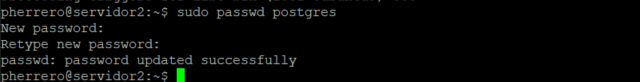 pherrero@servidor2:~$ sudo passwd postgres
New password:
Retype new password:
passwd: password updated successfully
pherrero@servidor2:~$